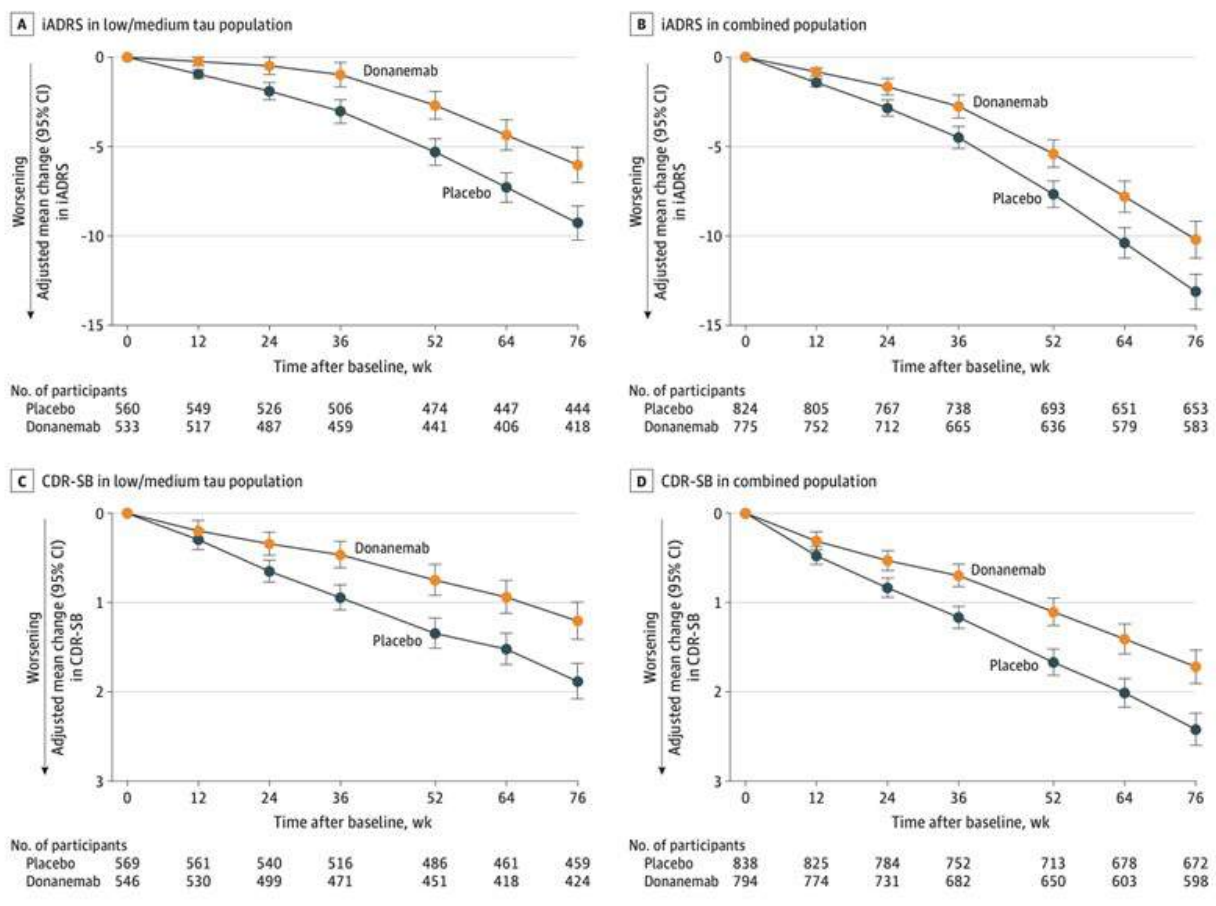 A iADRS in low/medium tau population
Worsening
Adjusted mean change (95% CI)
in iADRS
0
-5
-10
-15
Donanemab
Placebo
0 12 24 36 52 64 76
Time after baseline, wk
No. of participants
Placebo 560 549 526 506 474 447 444
Donanemab 533 517 487 459 441 406 418
B iADRS in combined population
Worsening
Adjusted mean change (95% CI)
in iADRS
0
-5
-10
-15
Donanemab
Placebo
0 12 24 36 52 64 76
Time after baseline, wk
No. of participants
Placebo 824 805 767 738 693 651 653
Donanemab 775 752 712 665 636 579 583
C CDR-SB in low/medium tau population
Worsening
Adjusted mean change (95% CI)
in CDR-SB
0
1
2
3
Donanemab
Placebo
0 12 24 36 52 64 76
Time after baseline, wk
No. of participants
Placebo 569 561 540 516 486 461 459
Donanemab 546 530 499 471 451 418 424
D CDR-SB in combined population
Worsening
Adjusted mean change (95% CI)
in CDR-SB
0
1
2
3
Donanemab
Placebo
0 12 24 36 52 64 76
Time after baseline, wk
No. of participants
Placebo 838 825 784 752 713 678 672
Donanemab 794 774 731 682 650 603 598